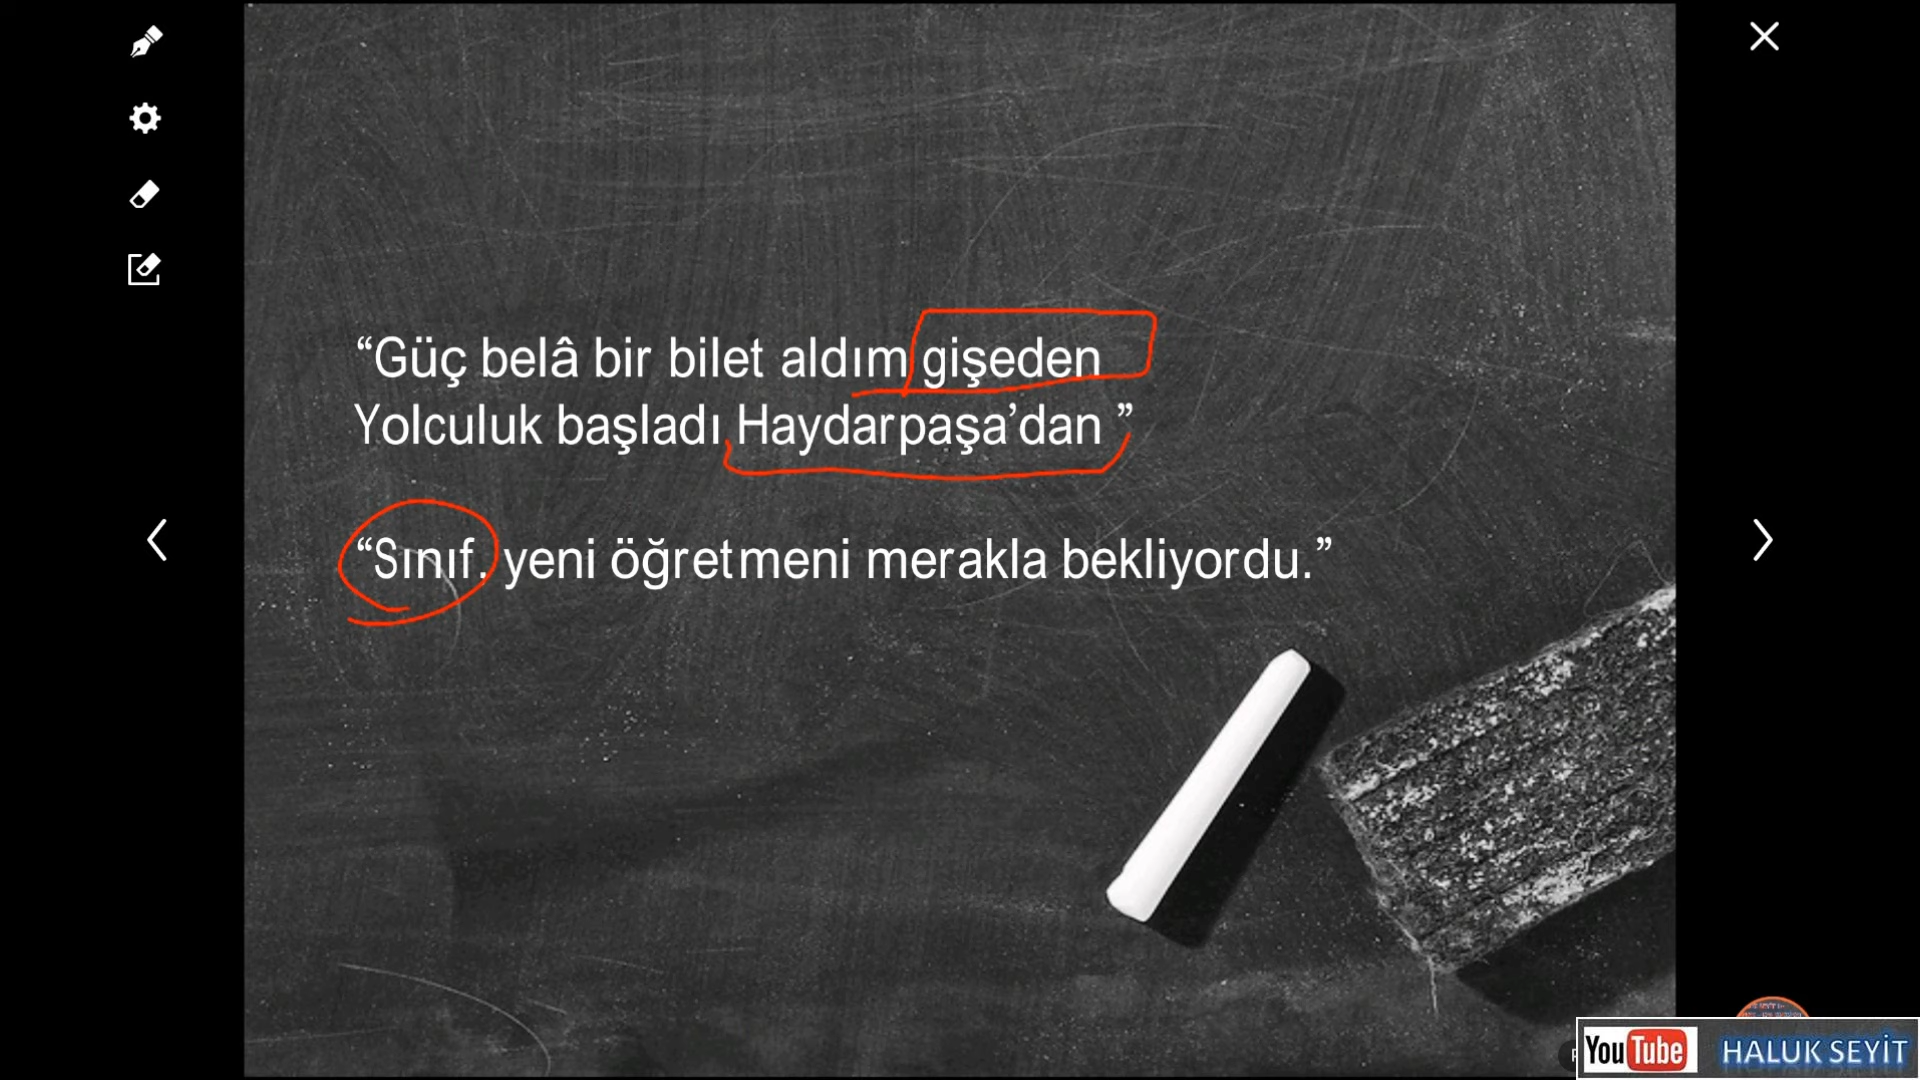 “Güç belâ bir bilet aldım gişeden
Yolculuk başladı Haydarpaşa’dan ”
“Sınıf, yeni öğretmeni merakla bekliyordu.”
YouTube HALUK SEYİT